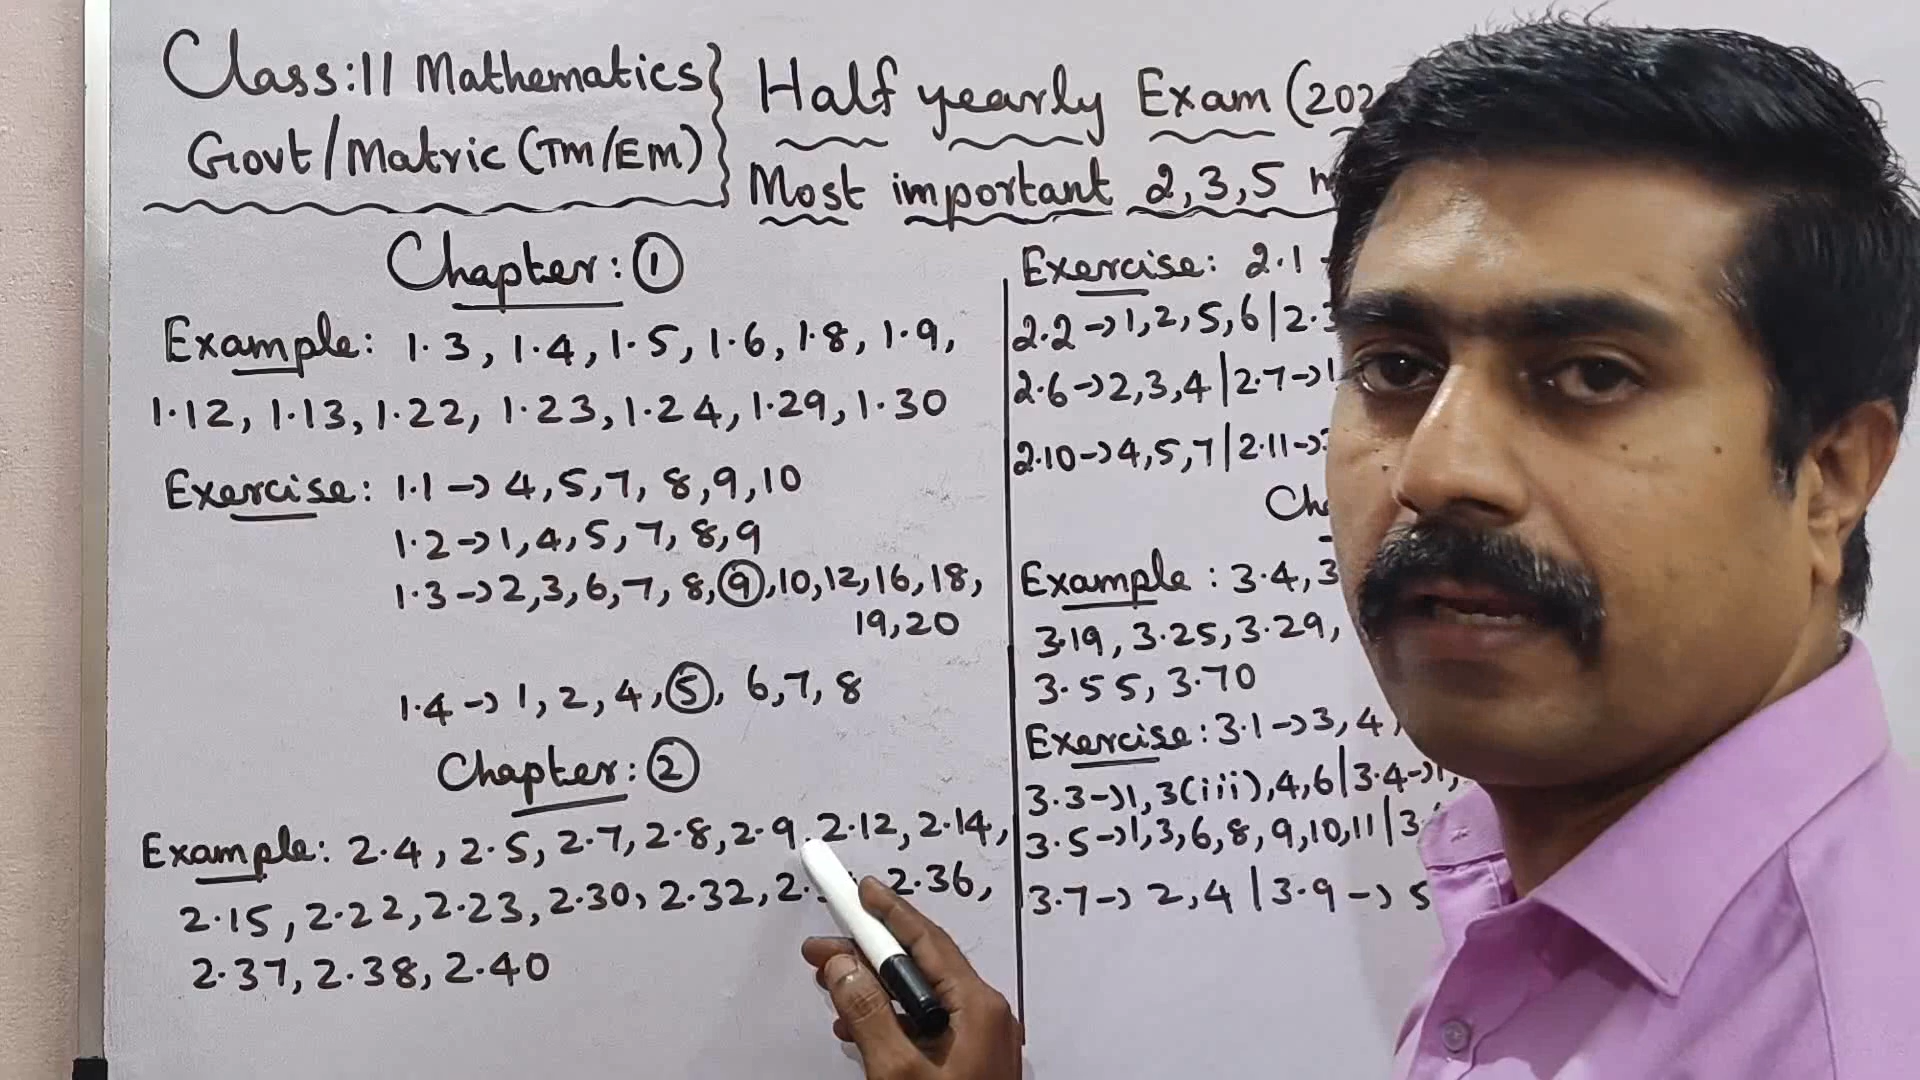 Class:11 Mathematics
Govt/Matric (TM/EM)
Half yearly Exam (202
Most important 2,3,5
Chapter: 1
Example: 1.3, 1.4, 1.5, 1.6, 1.8, 1.9,
1.12, 1.13, 1.22, 1.23, 1.24, 1.29, 1.30
Exercise: 1.1 → 4,5,7, 8,9,10
1.2 → 1,4,5,7,8,9
1.3 → 2,3,6,7,8,9,10,12,16,18,
19,20
1.4 → 1, 2, 4, 5, 6,7, 8
Chapter: 2
Example: 2.4, 2.5, 2.7, 2.8, 2.9, 2.12, 2.14,
2.15, 2.22, 2.23, 2.30, 2.32, 2.36,
2.37, 2.38, 2.40
Exercise: 2.1
2.2 → 1,2,5,6 | 2.3
2.6 → 2,3,4 | 2.7 → 1
2.10 → 4,5,7 | 2.11 →
Example: 3.4,
3.19, 3.25, 3.29,
3.55, 3.70
Exercise: 3.1 → 3, 4,
3.3 → 1, 3(iii), 4, 6 | 3.4 → 1,
3.5 → 1, 3, 6, 8, 9, 10, 11 |
3.7 → 2, 4 | 3.9 → 5